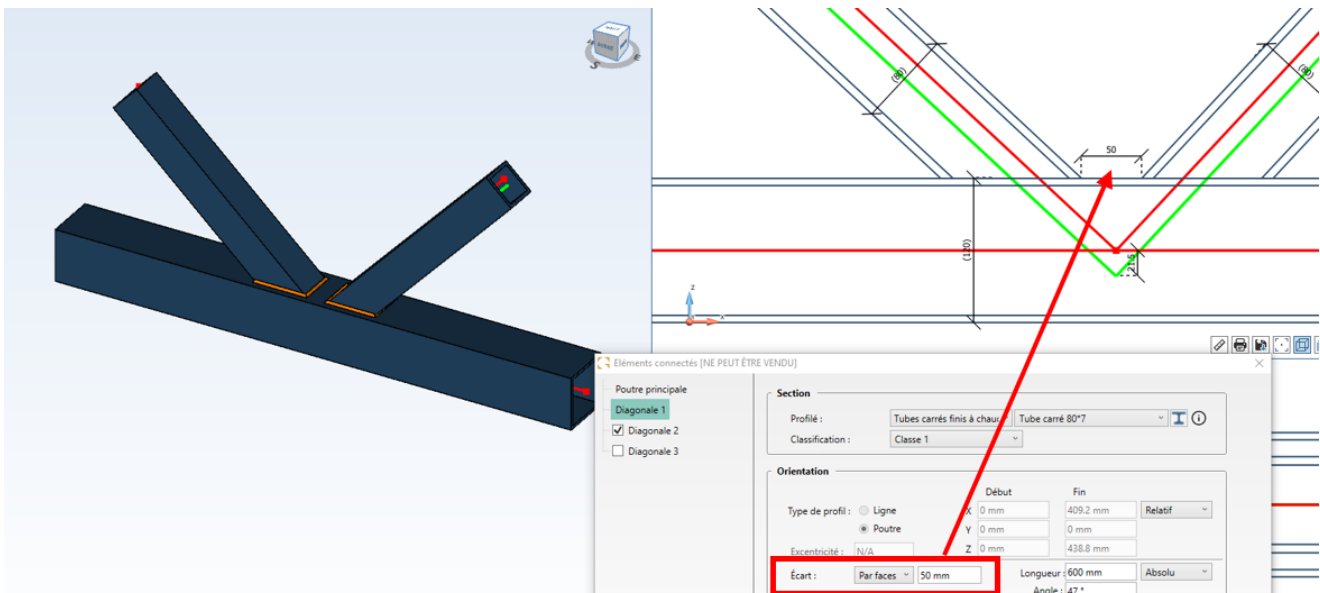 S
E
(80)
(80)
50
(120)
21.5
z
x
Eléments connectés [NE PEUT ÊTRE VENDU]
Poutre principale
Diagonale 1
Diagonale 2
Diagonale 3
Section
Profilé : Tubes carrés finis à chaud Tube carré 80*7
Classification : Classe 1
Orientation
Début Fin
Type de profil : Ligne X 0 mm 409.2 mm Relatif
Poutre Y 0 mm 0 mm
Excentricité : N/A Z 0 mm 438.8 mm
Écart : Par faces 50 mm Longueur : 600 mm Absolu
Angle : 47 °